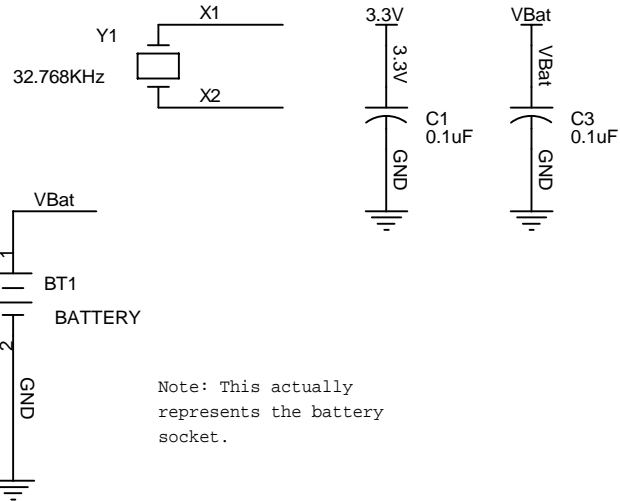 X1
Y1
32.768KHz
X2
3.3V
3.3V
C1
0.1uF
GND
VBat
VBat
C3
0.1uF
GND
VBat
1
BT1
BATTERY
2
GND
Note: This actually
represents the battery
socket.